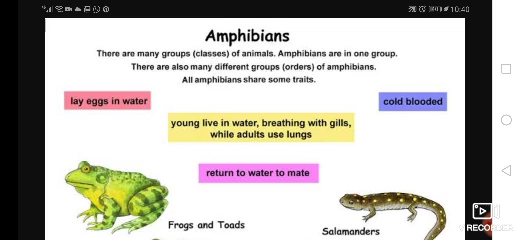 10:40
Amphibians
There are many groups (classes) of animals. Amphibians are in one group.
There are also many different groups (orders) of amphibians.
All amphibians share some traits.
lay eggs in water
cold blooded
young live in water, breathing with gills,
while adults use lungs
return to water to mate
Frogs and Toads
Salamanders
V RECORDER